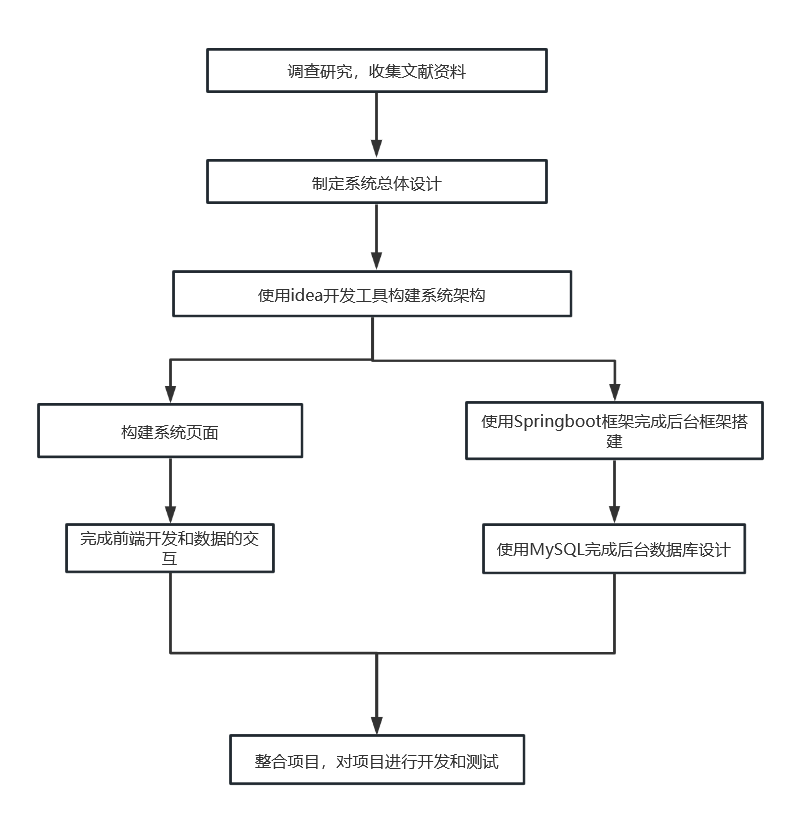 调查研究，收集文献资料
制定系统总体设计
使用idea开发工具构建系统架构
构建系统页面
使用Springboot框架完成后台框架搭
建
完成前端开发和数据的交
互
使用MySQL完成后台数据库设计
整合项目，对项目进行开发和测试